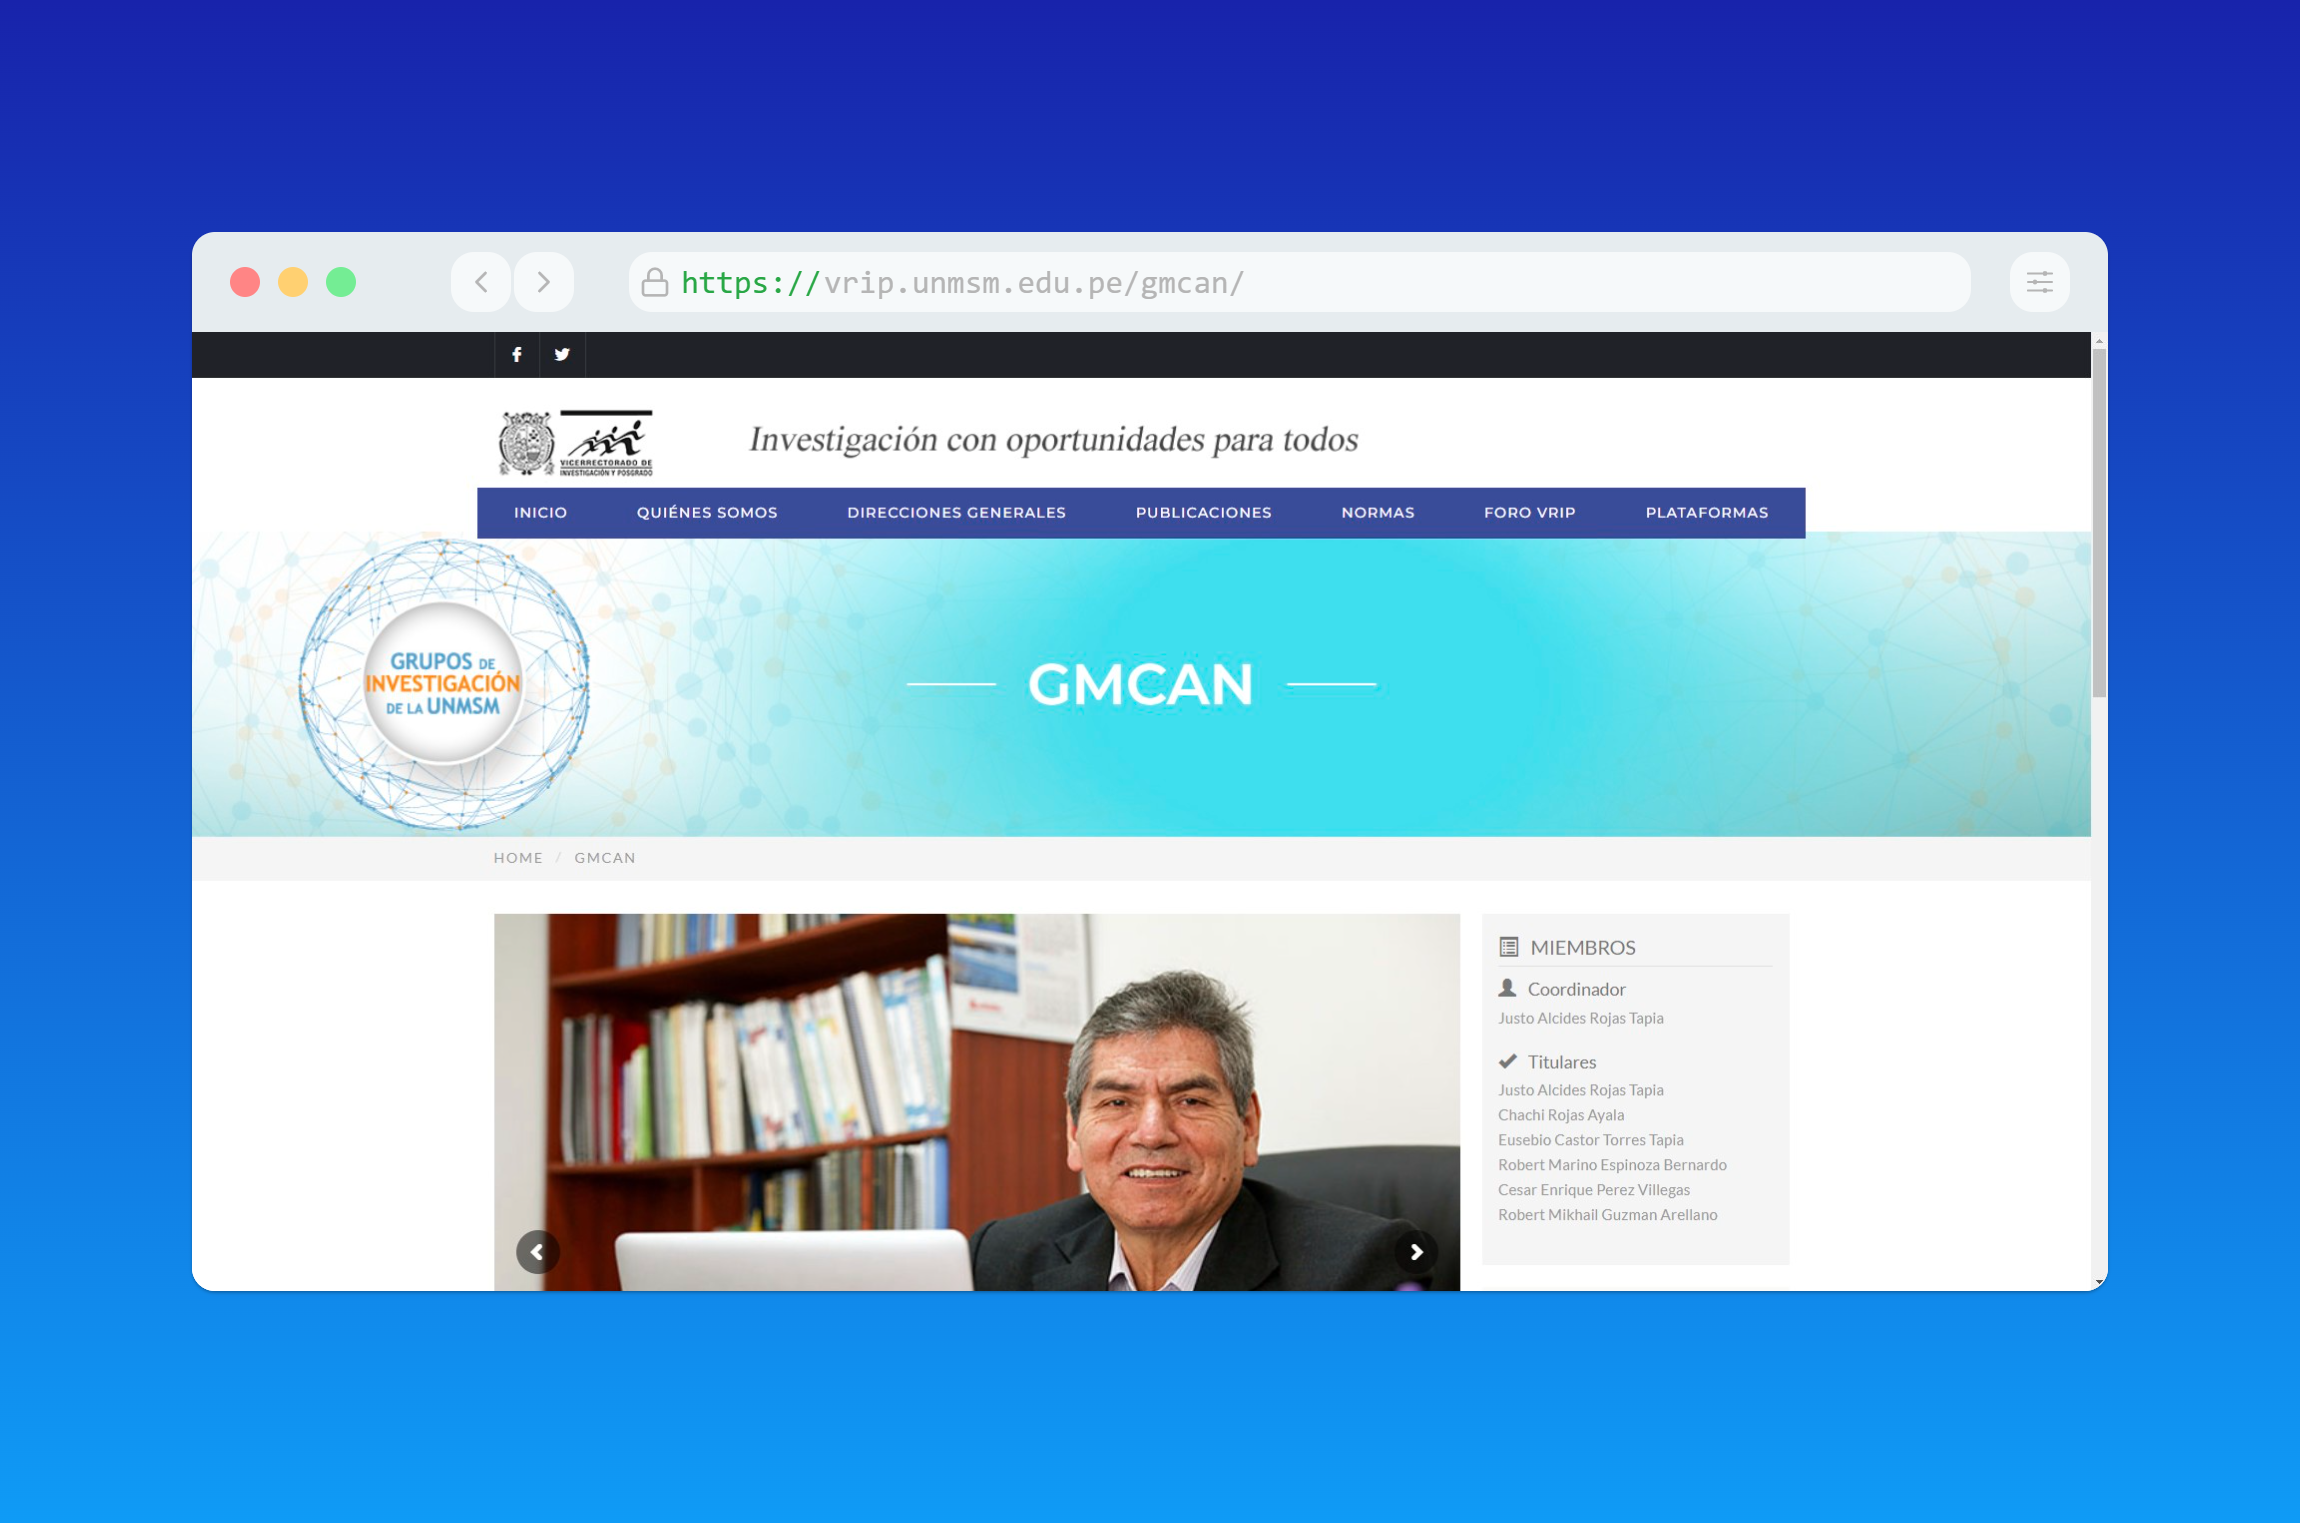 https://vrip.unmsm.edu.pe/gmcan/
VICERRECTORADO DE
INVESTIGACIÓN Y POSGRADO
Investigación con oportunidades para todos
INICIO QUIÉNES SOMOS DIRECCIONES GENERALES PUBLICACIONES NORMAS FORO VRIP PLATAFORMAS
GRUPOS DE
INVESTIGACIÓN
DE LA UNMSM
GMCAN
HOME / GMCAN
MIEMBROS
Coordinador
Justo Alcides Rojas Tapia
Titulares
Justo Alcides Rojas Tapia
Chachi Rojas Ayala
Eusebio Castor Torres Tapia
Robert Marino Espinoza Bernardo
Cesar Enrique Perez Villegas
Robert Mikhail Guzman Arellano